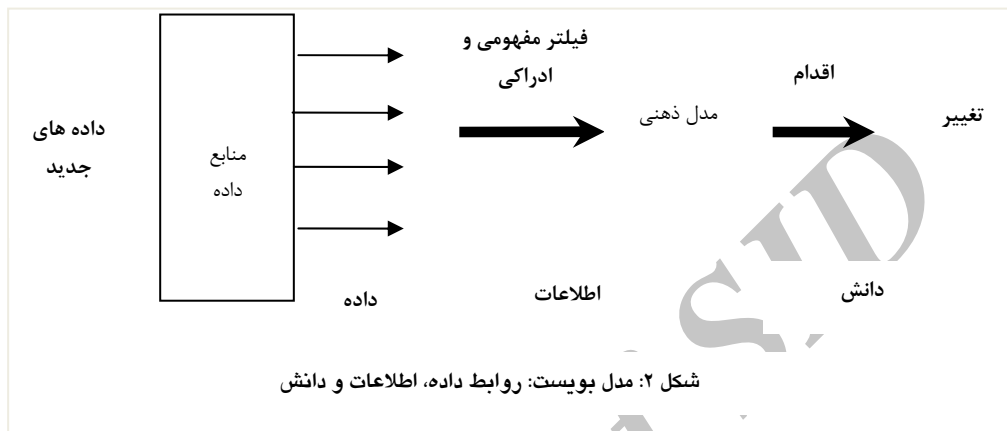 فیلتر مفهومی و
ادراکی
اقدام
داده های
جدید
منابع
داده
مدل ذهنی
تغییر
داده
اطلاعات
دانش
شکل ۲: مدل بویست: روابط داده، اطلاعات و دانش
SID